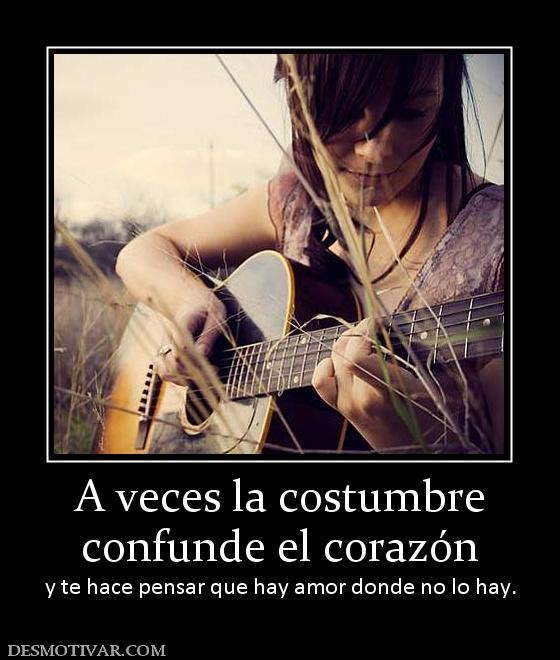 A veces la costumbre
confunde el corazón
y te hace pensar que hay amor donde no lo hay.
DESMOTIVAR.COM